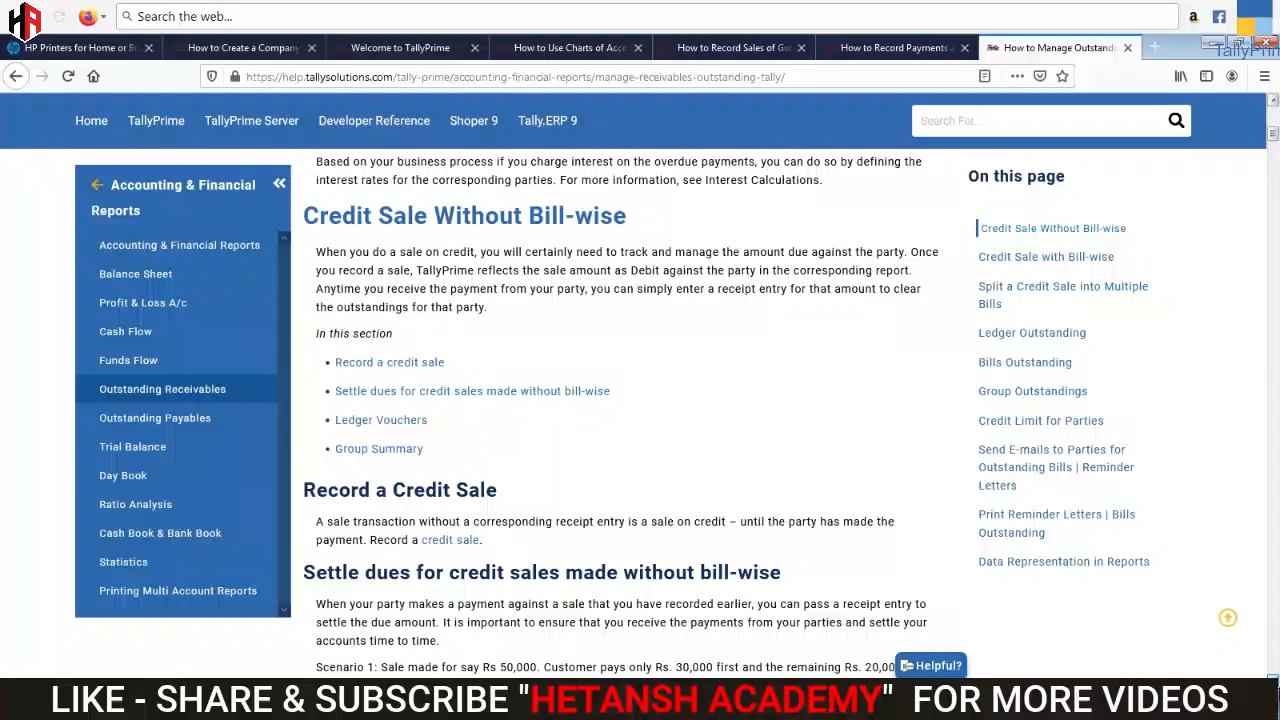 HA
Search the web...
HP Printers for Home or Bu
How to Create a Company
Welcome to TallyPrime
How to Use Charts of Acce
How to Record Sales of Go
How to Record Payments a
How to Manage Outstandi
TallyPrim
https://help.tallysolutions.com/tally-prime/accounting-financial-reports/manage-receivables-outstanding-tally/
Home TallyPrime TallyPrime Server Developer Reference Shoper 9 Tally.ERP 9
Search For...
Accounting & Financial
Reports
Accounting & Financial Reports
Balance Sheet
Profit & Loss A/c
Cash Flow
Funds Flow
Outstanding Receivables
Outstanding Payables
Trial Balance
Day Book
Ratio Analysis
Cash Book & Bank Book
Statistics
Printing Multi Account Reports
Based on your business process if you charge interest on the overdue payments, you can do so by defining the
interest rates for the corresponding parties. For more information, see Interest Calculations.
Credit Sale Without Bill-wise
When you do a sale on credit, you will certainly need to track and manage the amount due against the party. Once
you record a sale, TallyPrime reflects the sale amount as Debit against the party in the corresponding report.
Anytime you receive the payment from your party, you can simply enter a receipt entry for that amount to clear
the outstandings for that party.
In this section
• Record a credit sale
• Settle dues for credit sales made without bill-wise
• Ledger Vouchers
• Group Summary
Record a Credit Sale
A sale transaction without a corresponding receipt entry is a sale on credit – until the party has made the
payment. Record a credit sale.
Settle dues for credit sales made without bill-wise
When your party makes a payment against a sale that you have recorded earlier, you can pass a receipt entry to
settle the due amount. It is important to ensure that you receive the payments from your parties and settle your
accounts time to time.
Scenario 1: Sale made for say Rs 50,000. Customer pays only Rs. 30,000 first and the remaining Rs. 20,00
On this page
Credit Sale Without Bill-wise
Credit Sale with Bill-wise
Split a Credit Sale into Multiple
Bills
Ledger Outstanding
Bills Outstanding
Group Outstandings
Credit Limit for Parties
Send E-mails to Parties for
Outstanding Bills | Reminder
Letters
Print Reminder Letters | Bills
Outstanding
Data Representation in Reports
Helpful?
LIKE - SHARE & SUBSCRIBE "HETANSH ACADEMY" FOR MORE VIDEOS